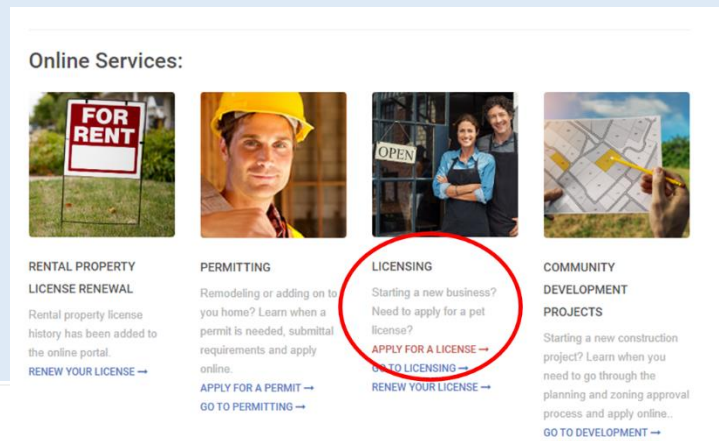 Online Services:
FOR
RENT
OPEN
RENTAL PROPERTY
LICENSE RENEWAL
Rental property license
history has been added to
the online portal.
RENEW YOUR LICENSE →
PERMITTING
Remodeling or adding on to
you home? Learn when a
permit is needed, submittal
requirements and apply
online.
APPLY FOR A PERMIT →
GO TO PERMITTING →
LICENSING
Starting a new business?
Need to apply for a pet
license?
APPLY FOR A LICENSE →
GO TO LICENSING →
RENEW YOUR LICENSE →
COMMUNITY
DEVELOPMENT
PROJECTS
Starting a new construction
project? Learn when you
need to go through the
planning and zoning approval
process and apply online..
GO TO DEVELOPMENT →